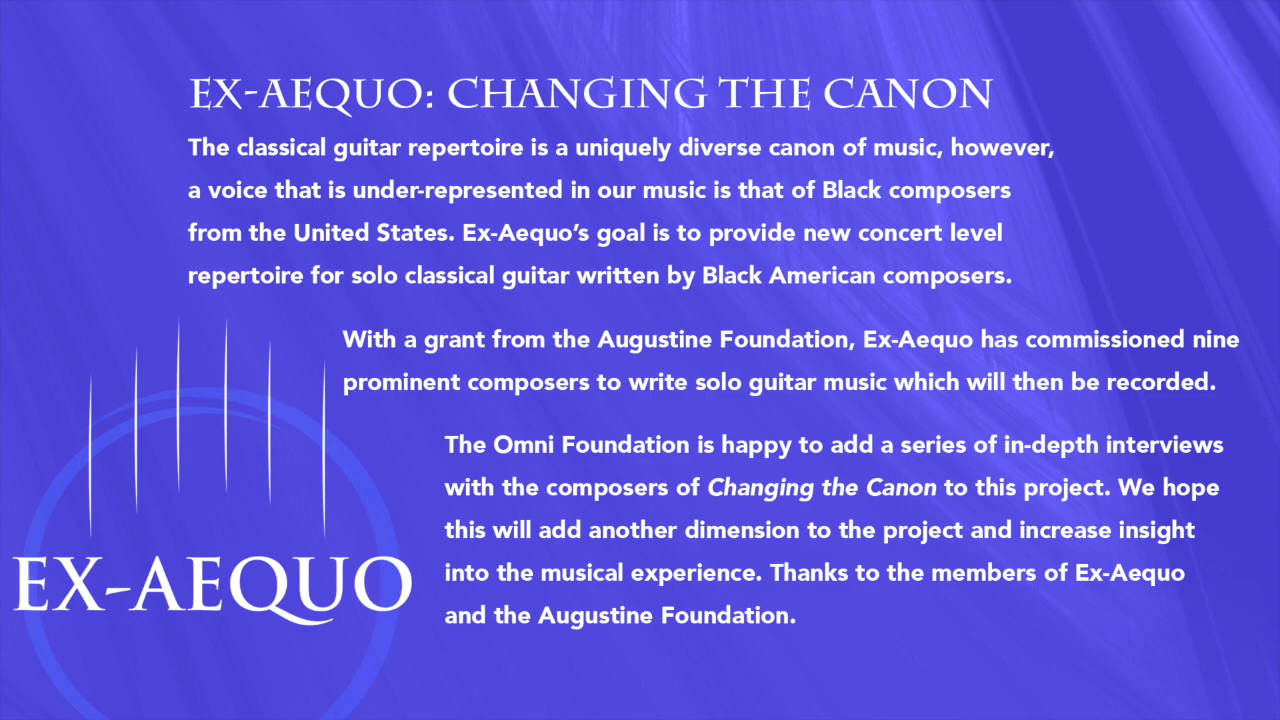 EX-AEQUO: CHANGING THE CANON
The classical guitar repertoire is a uniquely diverse canon of music, however,
a voice that is under-represented in our music is that of Black composers
from the United States. Ex-Aequo’s goal is to provide new concert level
repertoire for solo classical guitar written by Black American composers.
With a grant from the Augustine Foundation, Ex-Aequo has commissioned nine
prominent composers to write solo guitar music which will then be recorded.
The Omni Foundation is happy to add a series of in-depth interviews
with the composers of Changing the Canon to this project. We hope
this will add another dimension to the project and increase insight
into the musical experience. Thanks to the members of Ex-Aequo
and the Augustine Foundation.
EX-AEQUO